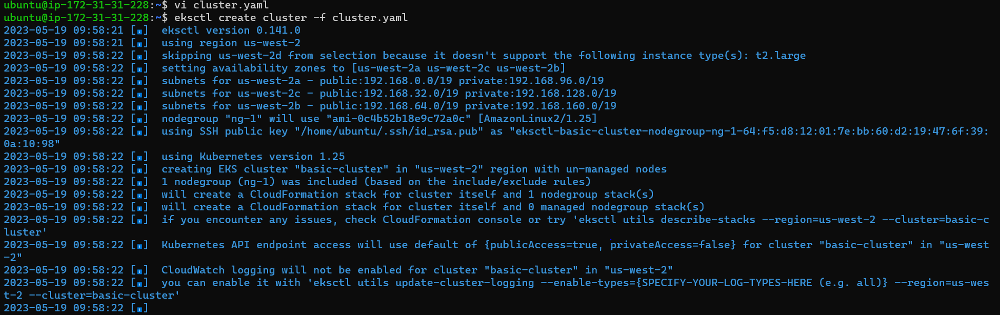 ubuntu@ip-172-31-31-228:~$ vi cluster.yaml
ubuntu@ip-172-31-31-228:~$ eksctl create cluster -f cluster.yaml
2023-05-19 09:58:21 [ℹ]  eksctl version 0.141.0
2023-05-19 09:58:21 [ℹ]  using region us-west-2
2023-05-19 09:58:22 [ℹ]  skipping us-west-2d from selection because it doesn't support the following instance type(s): t2.large
2023-05-19 09:58:22 [ℹ]  setting availability zones to [us-west-2a us-west-2c us-west-2b]
2023-05-19 09:58:22 [ℹ]  subnets for us-west-2a - public:192.168.0.0/19 private:192.168.96.0/19
2023-05-19 09:58:22 [ℹ]  subnets for us-west-2c - public:192.168.32.0/19 private:192.168.128.0/19
2023-05-19 09:58:22 [ℹ]  subnets for us-west-2b - public:192.168.64.0/19 private:192.168.160.0/19
2023-05-19 09:58:22 [ℹ]  nodegroup "ng-1" will use "ami-0c4b52b18e9c72a0c" [AmazonLinux2/1.25]
2023-05-19 09:58:22 [ℹ]  using SSH public key "/home/ubuntu/.ssh/id_rsa.pub" as "eksctl-basic-cluster-nodegroup-ng-1-64:f5:d8:12:01:7e:bb:60:d2:19:47:6f:39:
0a:10:98"
2023-05-19 09:58:22 [ℹ]  using Kubernetes version 1.25
2023-05-19 09:58:22 [ℹ]  creating EKS cluster "basic-cluster" in "us-west-2" region with un-managed nodes
2023-05-19 09:58:22 [ℹ]  1 nodegroup (ng-1) was included (based on the include/exclude rules)
2023-05-19 09:58:22 [ℹ]  will create a CloudFormation stack for cluster itself and 1 nodegroup stack(s)
2023-05-19 09:58:22 [ℹ]  will create a CloudFormation stack for cluster itself and 0 managed nodegroup stack(s)
2023-05-19 09:58:22 [ℹ]  if you encounter any issues, check CloudFormation console or try 'eksctl utils describe-stacks --region=us-west-2 --cluster=basic-c
luster'
2023-05-19 09:58:22 [ℹ]  Kubernetes API endpoint access will use default of {publicAccess=true, privateAccess=false} for cluster "basic-cluster" in "us-west
-2"
2023-05-19 09:58:22 [ℹ]  CloudWatch logging will not be enabled for cluster "basic-cluster" in "us-west-2"
2023-05-19 09:58:22 [ℹ]  you can enable it with 'eksctl utils update-cluster-logging --enable-types={SPECIFY-YOUR-LOG-TYPES-HERE (e.g. all)} --region=us-wes
t-2 --cluster=basic-cluster'
2023-05-19 09:58:22 [ℹ]